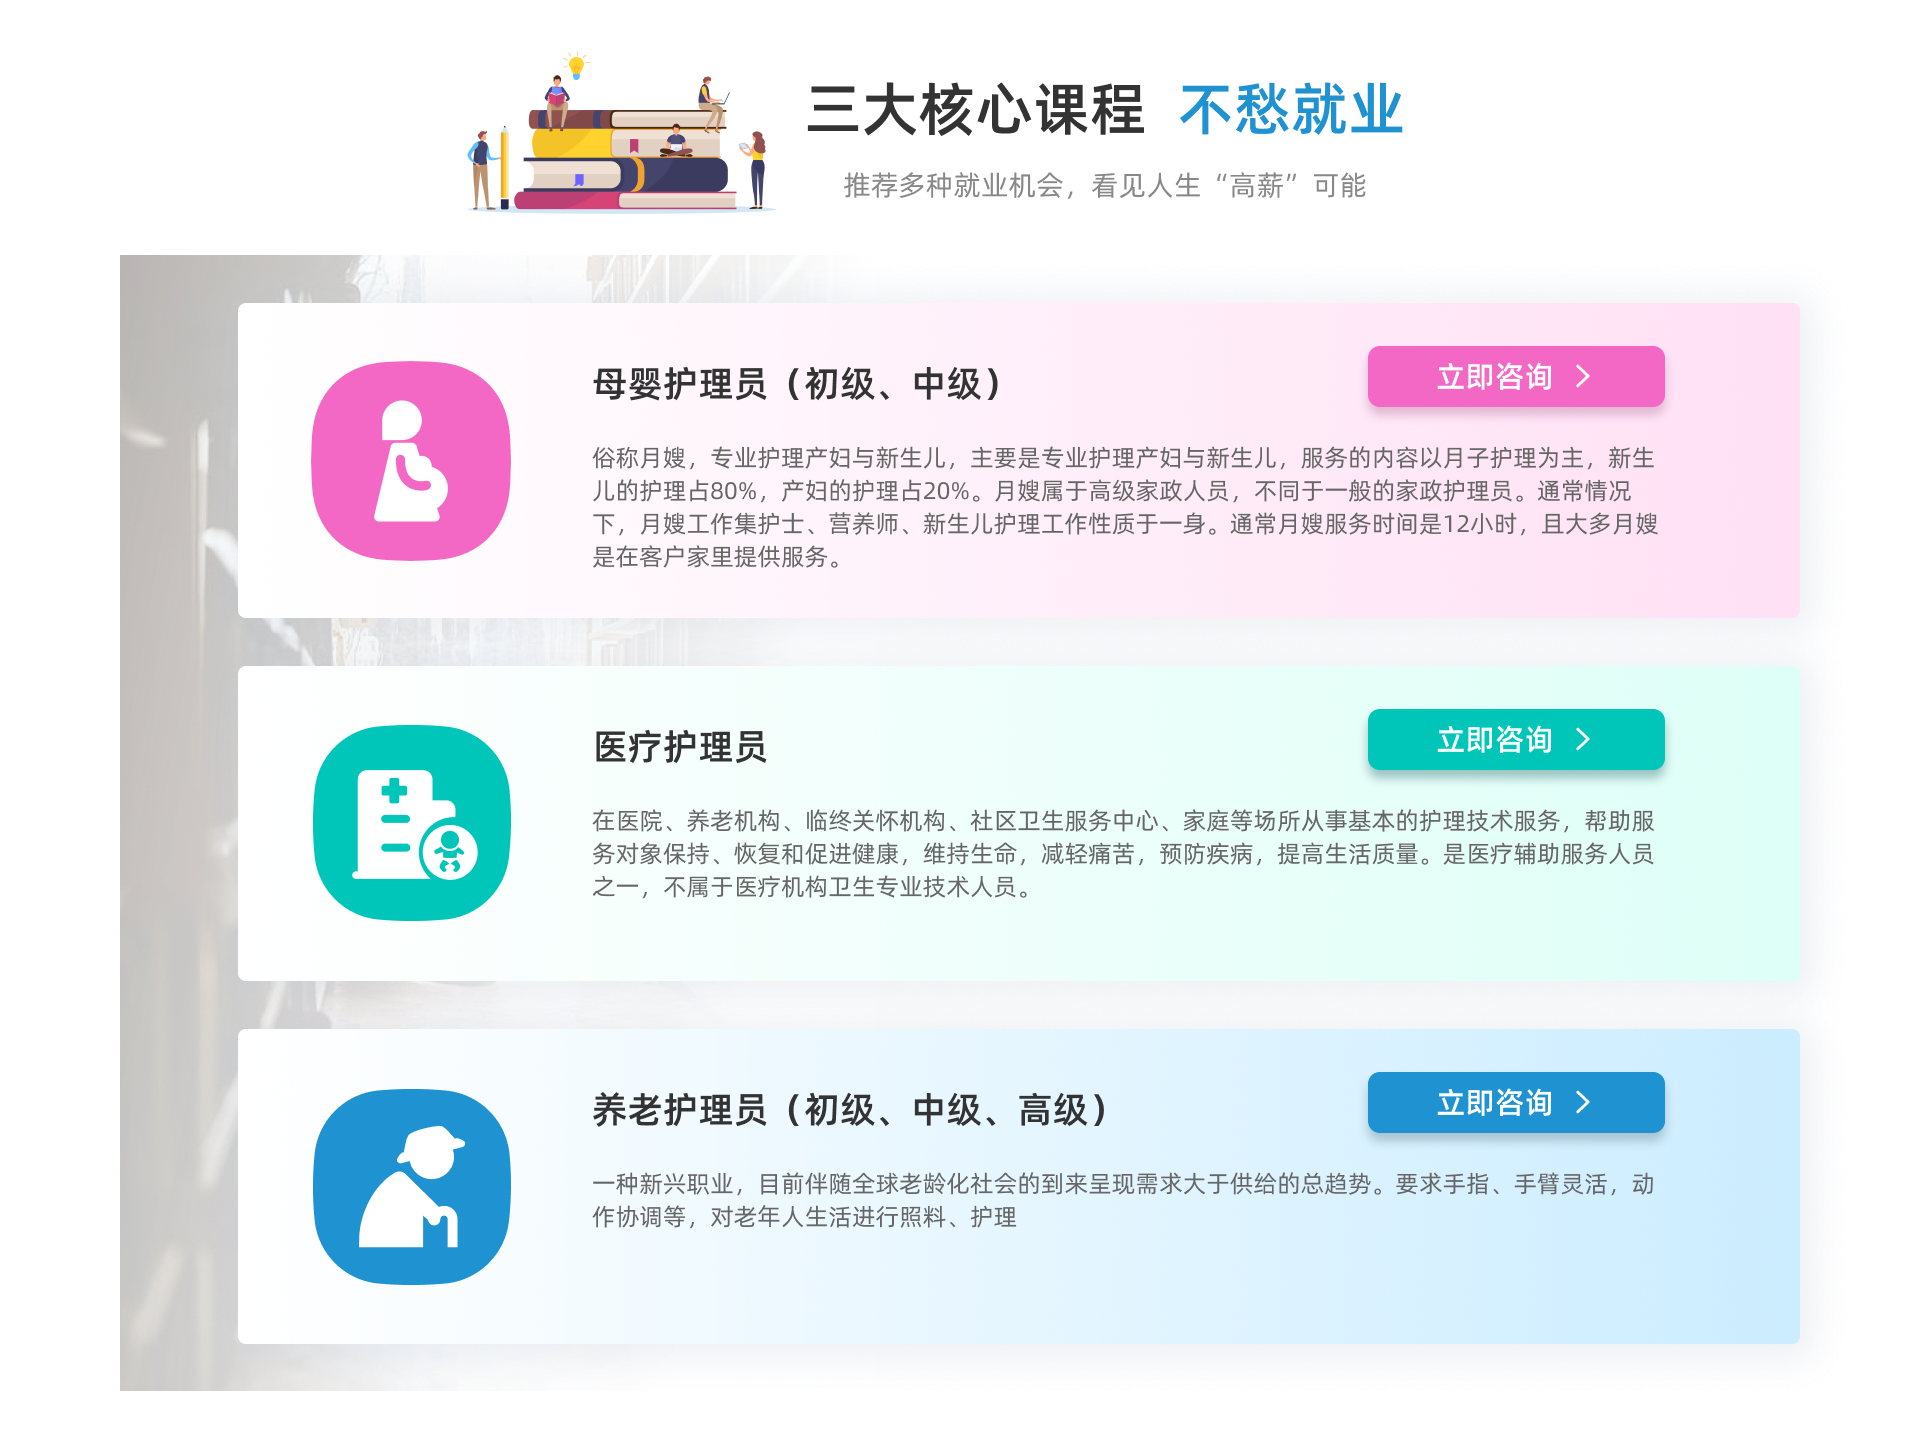 三大核心课程 不愁就业
推荐多种就业机会，看见人生“高薪”可能
母婴护理员（初级、中级）
立即咨询
俗称月嫂，专业护理产妇与新生儿，主要是专业护理产妇与新生儿，服务的内容以月子护理为主，新生
儿的护理占80%，产妇的护理占20%。月嫂属于高级家政人员，不同于一般的家政护理员。通常情况
下，月嫂工作集护士、营养师、新生儿护理工作性质于一身。通常月嫂服务时间是12小时，且大多月嫂
是在客户家里提供服务。
医疗护理员
立即咨询
在医院、养老机构、临终关怀机构、社区卫生服务中心、家庭等场所从事基本的护理技术服务，帮助服
务对象保持、恢复和促进健康，维持生命，减轻痛苦，预防疾病，提高生活质量。是医疗辅助服务人员
之一，不属于医疗机构卫生专业技术人员。
养老护理员（初级、中级、高级）
立即咨询
一种新兴职业，目前伴随全球老龄化社会的到来呈现需求大于供给的总趋势。要求手指、手臂灵活，动
作协调等，对老年人生活进行照料、护理